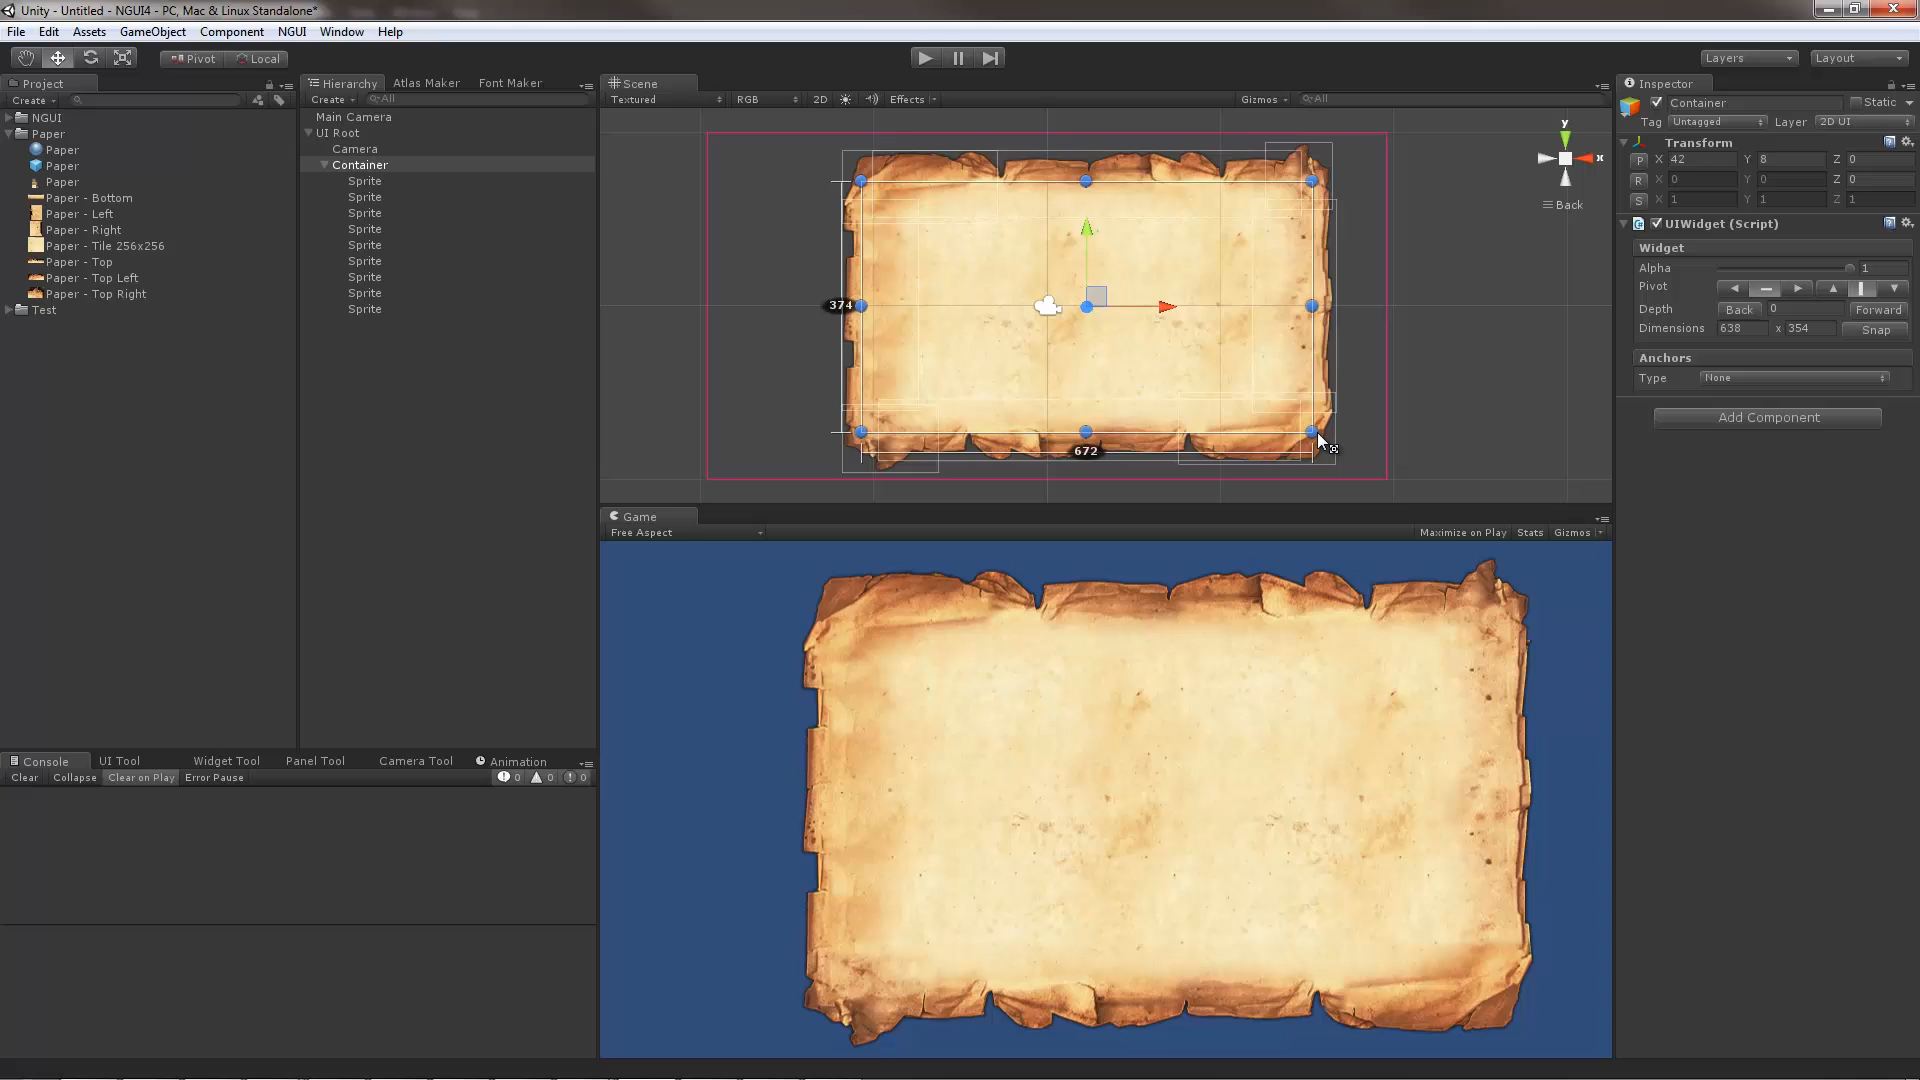 Unity - Untitled - NGUI4 - PC, Mac & Linux Standalone*
File Edit Assets GameObject Component NGUI Window Help
Pivot Local Layers Layout
Project
Create
NGUI
Paper
Paper
Paper
Paper
Paper - Bottom
Paper - Left
Paper - Right
Paper - Tile 256x256
Paper - Top
Paper - Top Left
Paper - Top Right
Test
Hierarchy Atlas Maker Font Maker
Create All
Main Camera
UI Root
Camera
Container
Sprite
Sprite
Sprite
Sprite
Sprite
Sprite
Sprite
Sprite
Sprite
Scene
Textured RGB 2D Effects Gizmos All
y
x
Back
374
672
Game
Free Aspect Maximize on Play Stats Gizmos
Console UI Tool Widget Tool Panel Tool Camera Tool Animation
Clear Collapse Clear on Play Error Pause 0 0 0
Inspector
Container Static
Tag Untagged Layer 2D UI
Transform
P X 42 Y 8 Z 0
R X 0 Y 0 Z 0
S X 1 Y 1 Z 1
UIWidget (Script)
Widget
Alpha 1
Pivot
Depth Back 0 Forward
Dimensions 638 x 354 Snap
Anchors
Type None
Add Component